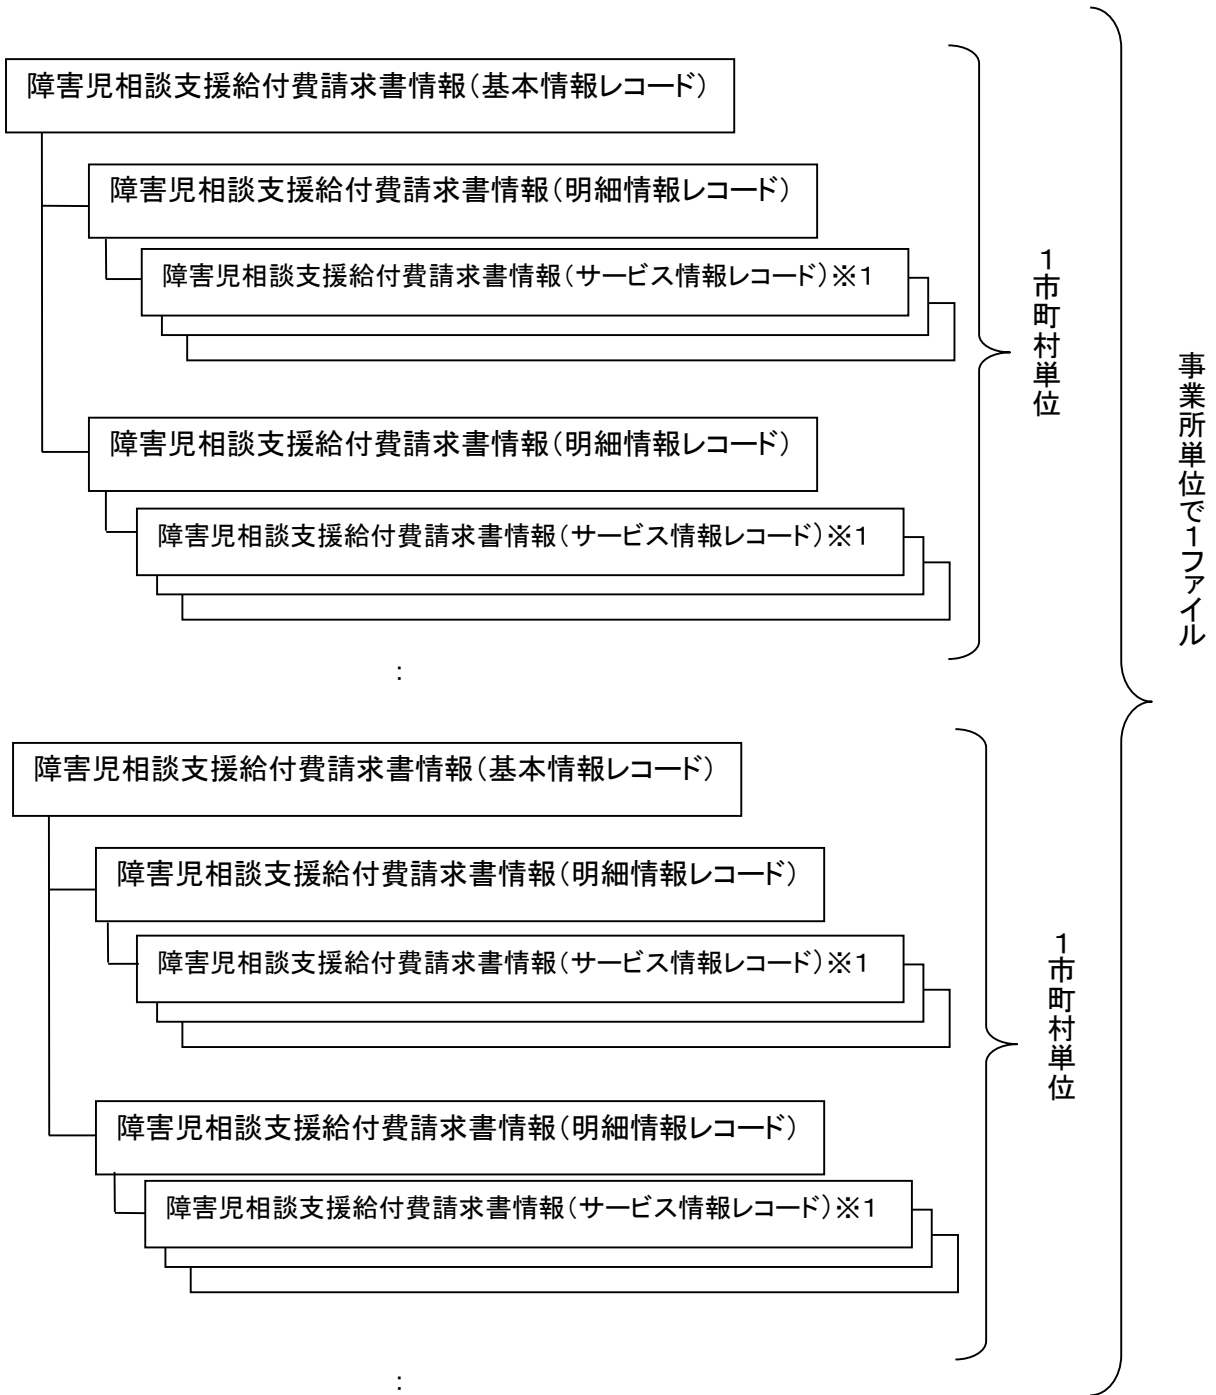 障害児相談支援給付費請求書情報（基本情報レコード）
障害児相談支援給付費請求書情報（明細情報レコード）
障害児相談支援給付費請求書情報（サービス情報レコード）※1
障害児相談支援給付費請求書情報（明細情報レコード）
障害児相談支援給付費請求書情報（サービス情報レコード）※1
：
1市町村単位
障害児相談支援給付費請求書情報（基本情報レコード）
障害児相談支援給付費請求書情報（明細情報レコード）
障害児相談支援給付費請求書情報（サービス情報レコード）※1
障害児相談支援給付費請求書情報（明細情報レコード）
障害児相談支援給付費請求書情報（サービス情報レコード）※1
：
1市町村単位
事業所単位で1ファイル